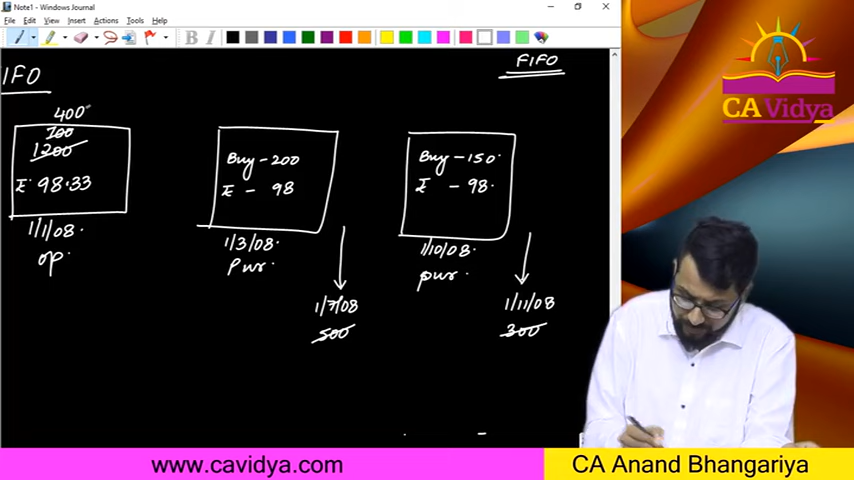 Note1 - Windows Journal
File Edit View Insert Actions Tools Help
IFO
FIFO
CA Vidya
400
700
1200
₹ 98.33
1/1/08.
op.
Buy - 200
₹ - 98
1/3/08.
Pur.
1/7/08
500
Buy - 150.
₹ - 98.
1/10/08.
pur.
1/11/08
300
www.cavidya.com
CA Anand Bhangariya